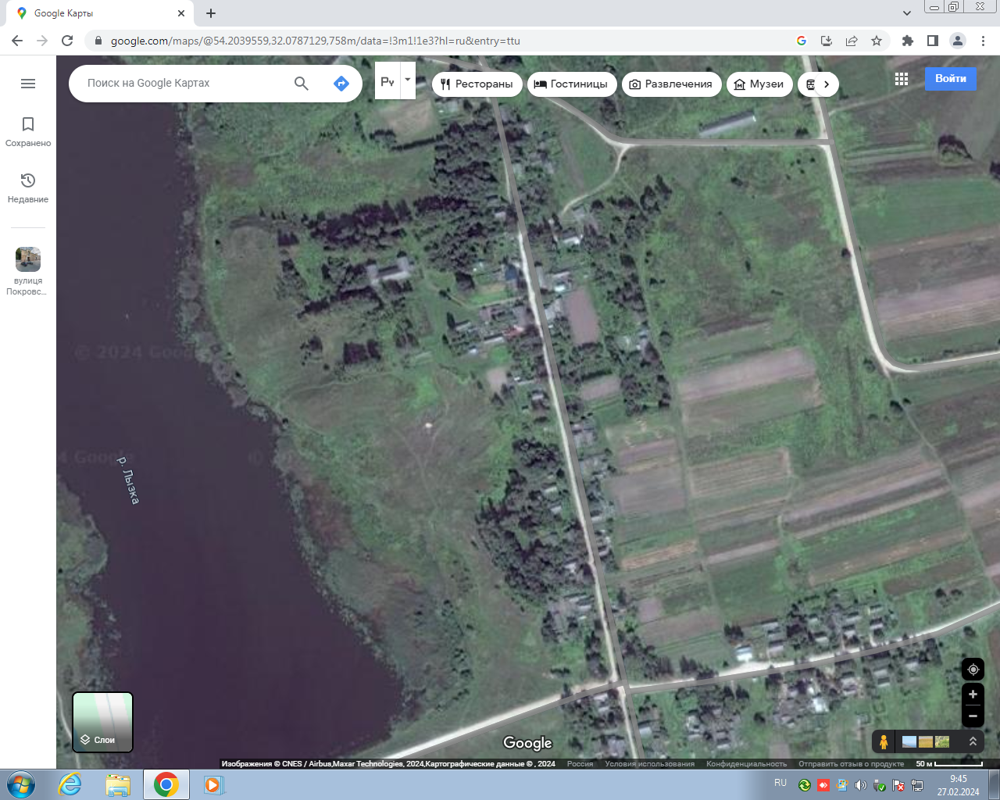 Google Карты
google.com/maps/@54.2039559,32.0787129,758m/data=!3m1!1e3?hl=ru&entry=ttu
Поиск на Google Картах
Рестораны
Гостиницы
Развлечения
Музеи
Войти
Сохранено
Недавние
вулиця
Покровс...
© 2024 Google
р. Лызка
Слои
Google
Изображения © CNES / Airbus,Maxar Technologies, 2024,Картографические данные © , 2024 Россия Условия использования Конфиденциальность Отправить отзыв о продукте 50 м
RU
9:45
27.02.2024